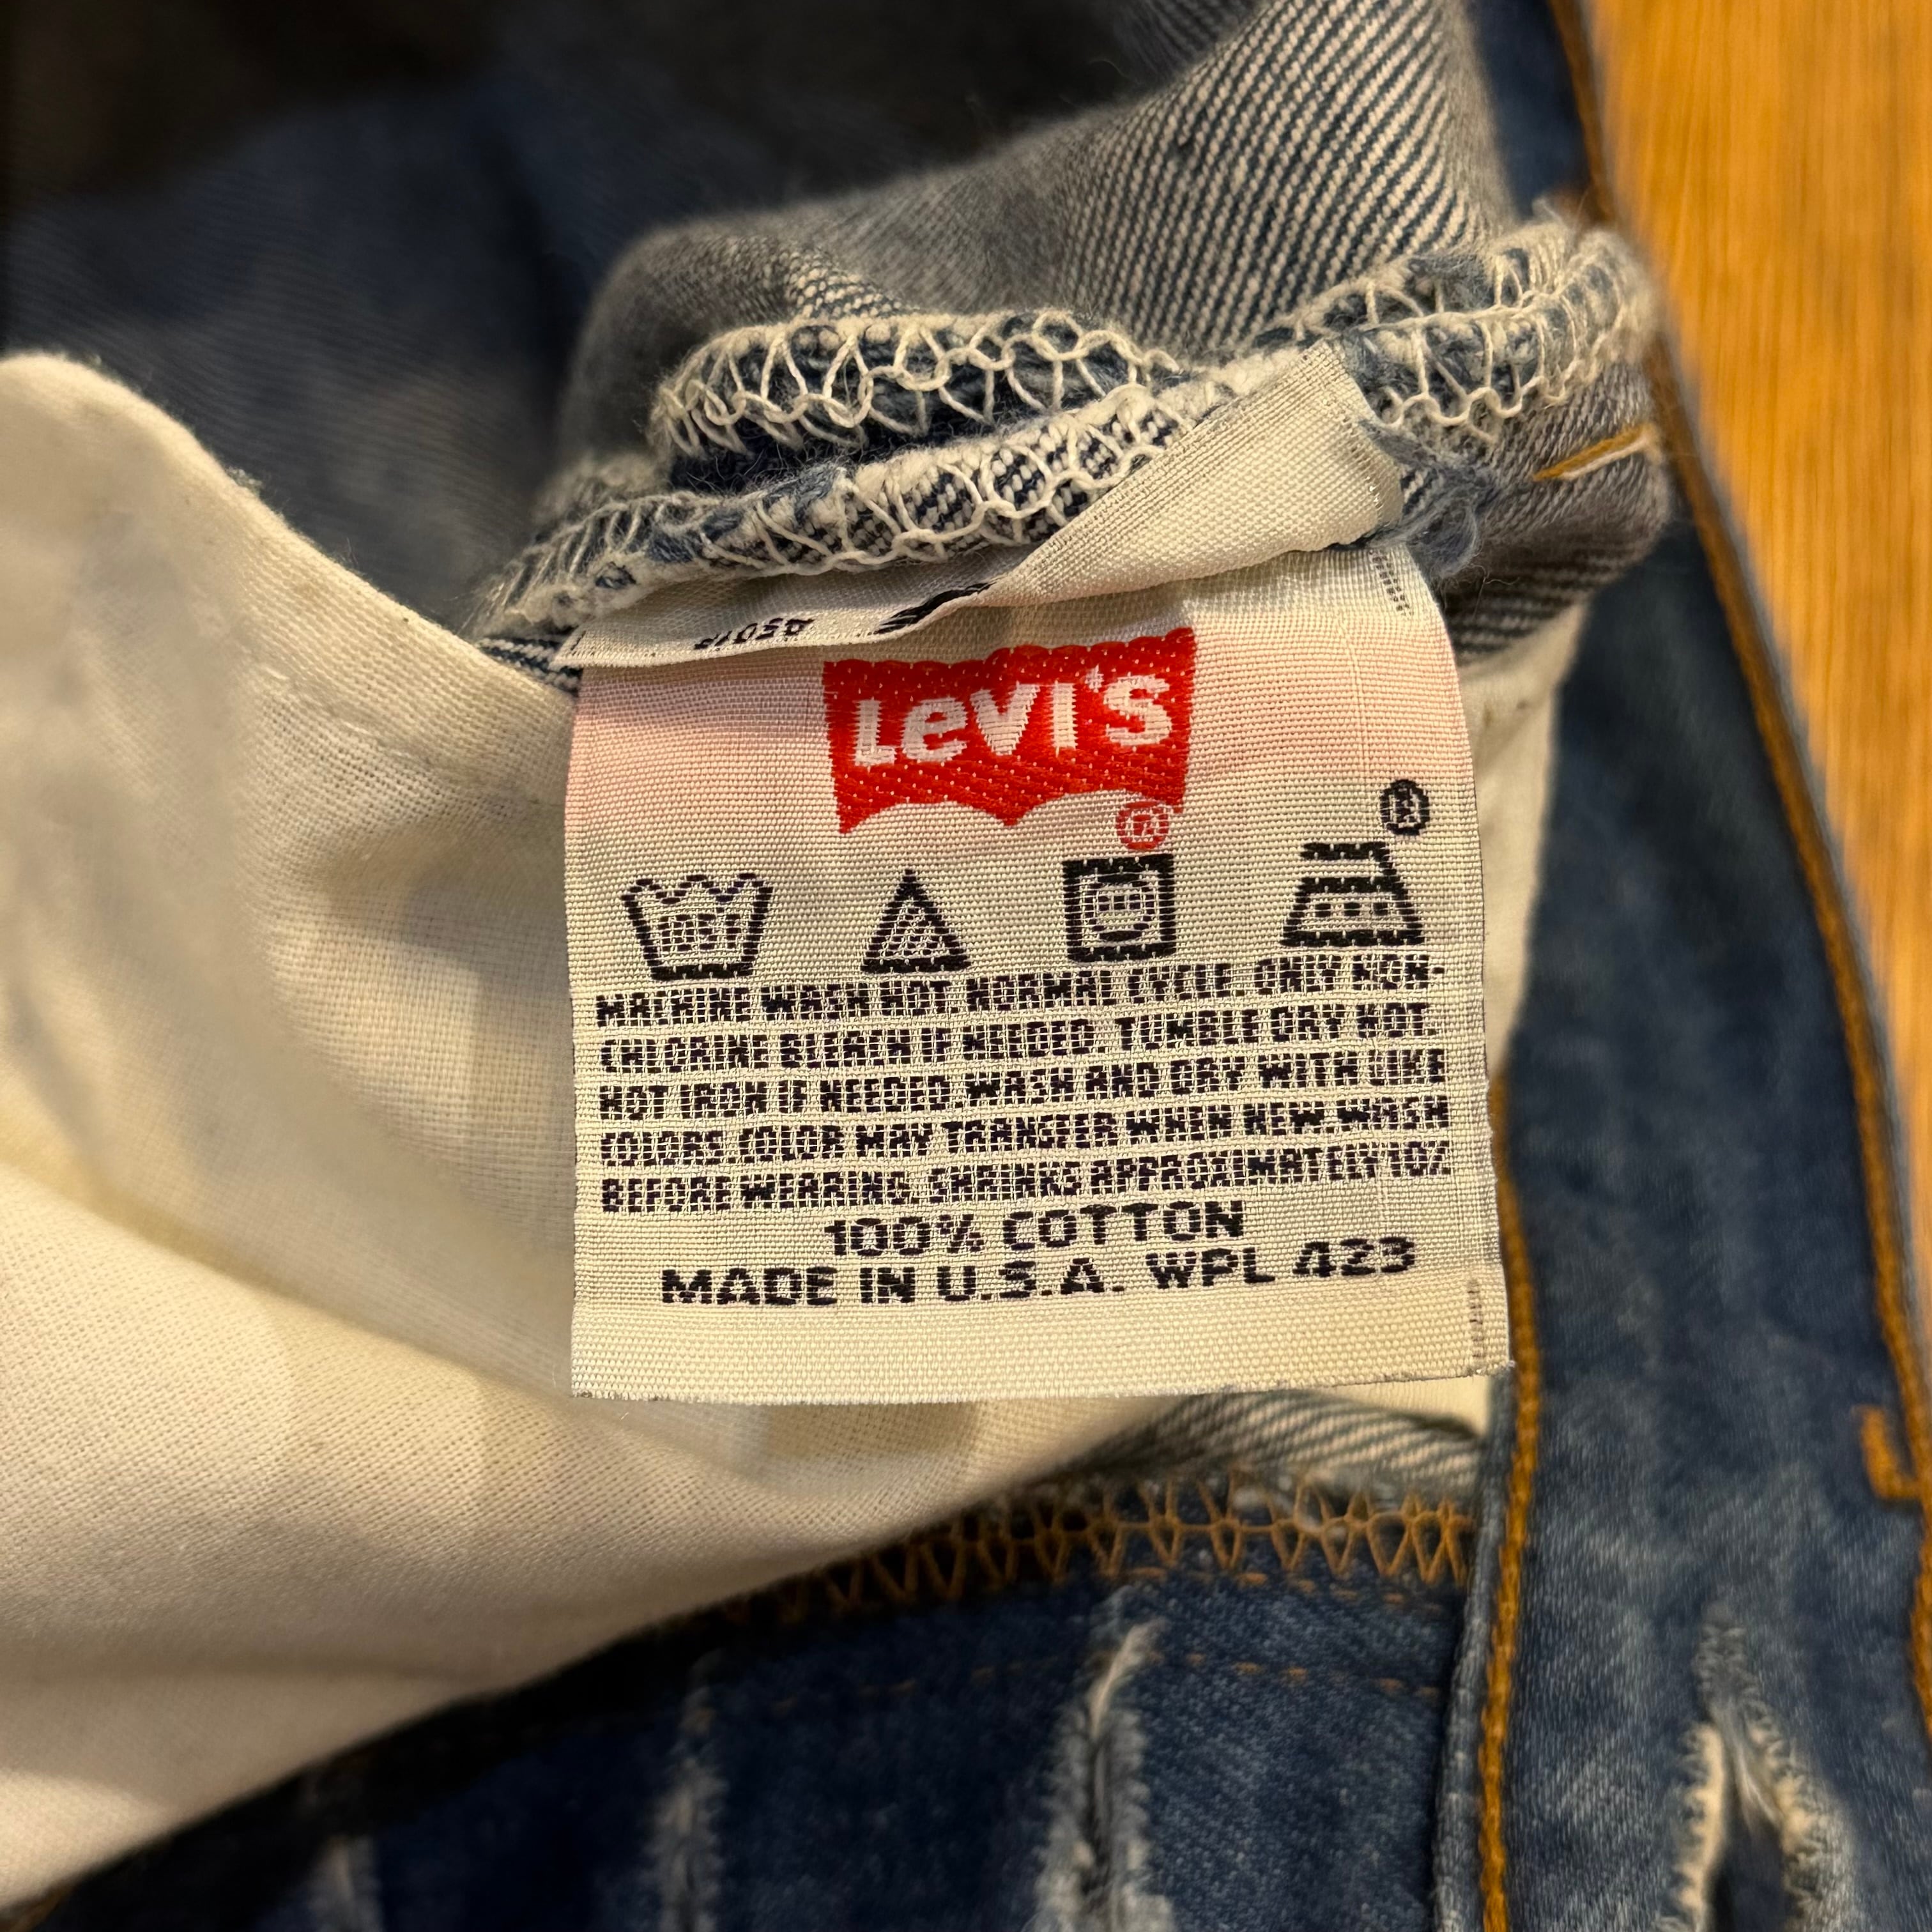 LEVI'S
®
®
105°
MACHINE WASH HOT NORMAL CYCLE. ONLY NON-
CHLORINE BLEACH IF NEEDED. TUMBLE DRY HOT.
HOT IRON IF NEEDED. WASH AND DRY WITH LIKE
COLORS. COLOR MAY TRANSFER WHEN NEW. WASH
BEFORE WEARING. SHRINKS APPROXIMATELY 10%
100% COTTON
MADE IN U.S.A. WPL 423